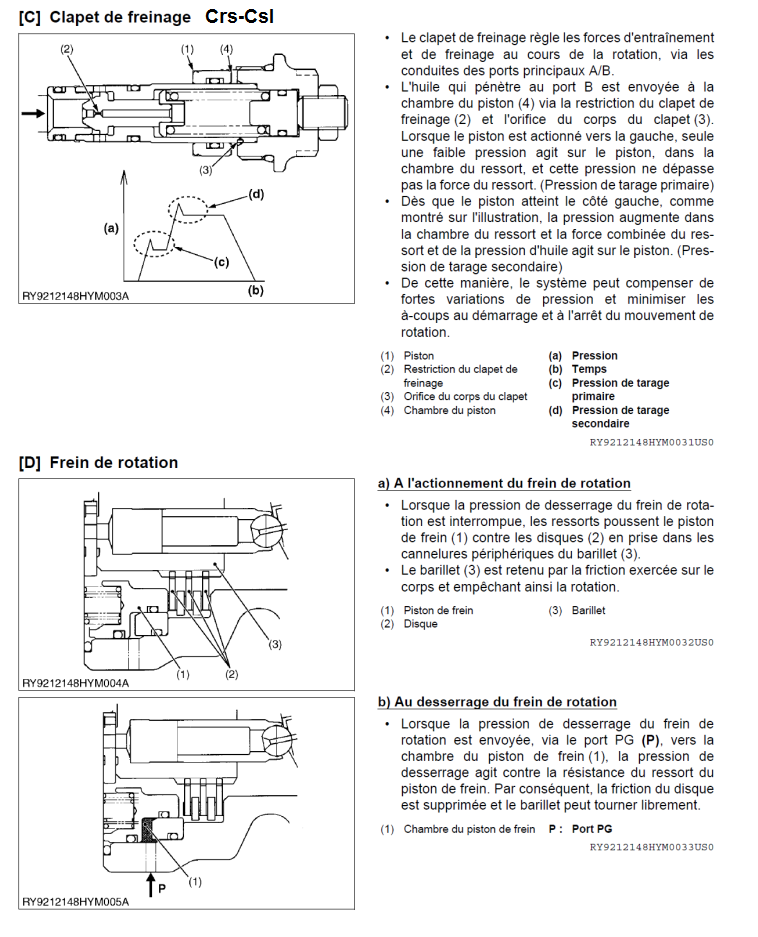 [C] Clapet de freinage Crs-Csl
(2)
(1)
(4)
(3)
(d)
(a)
(c)
(b)
RY9212148HYM003A
• Le clapet de freinage règle les forces d'entraînement
et de freinage au cours de la rotation, via les
conduites des ports principaux A/B.
• L'huile qui pénètre au port B est envoyée à la
chambre du piston (4) via la restriction du clapet de
freinage (2) et l'orifice du corps du clapet (3).
Lorsque le piston est actionné vers la gauche, seule
une faible pression agit sur le piston, dans la
chambre du ressort, et cette pression ne dépasse
pas la force du ressort. (Pression de tarage primaire)
• Dès que le piston atteint le côté gauche, comme
montré sur l'illustration, la pression augmente dans
la chambre du ressort et la force combinée du res-
sort et de la pression d'huile agit sur le piston. (Pres-
sion de tarage secondaire)
• De cette manière, le système peut compenser de
fortes variations de pression et minimiser les
à-coups au démarrage et à l'arrêt du mouvement de
rotation.
(1) Piston
(2) Restriction du clapet de
freinage
(3) Orifice du corps du clapet
(4) Chambre du piston
(a) Pression
(b) Temps
(c) Pression de tarage
primaire
(d) Pression de tarage
secondaire
RY9212148HYM0031US0
[D] Frein de rotation
(3)
(1)
(2)
RY9212148HYM004A
a) A l'actionnement du frein de rotation
• Lorsque la pression de desserrage du frein de rota-
tion est interrompue, les ressorts poussent le piston
de frein (1) contre les disques (2) en prise dans les
cannelures périphériques du barillet (3).
• Le barillet (3) est retenu par la friction exercée sur le
corps et empêchant ainsi la rotation.
(1) Piston de frein
(2) Disque
(3) Barillet
RY9212148HYM0032US0
(1)
P
RY9212148HYM005A
b) Au desserrage du frein de rotation
• Lorsque la pression de desserrage du frein de
rotation est envoyée, via le port PG (P), vers la
chambre du piston de frein (1), la pression de
desserrage agit contre la résistance du ressort du
piston de frein. Par conséquent, la friction du disque
est supprimée et le barillet peut tourner librement.
(1) Chambre du piston de frein P : Port PG
RY9212148HYM0033US0